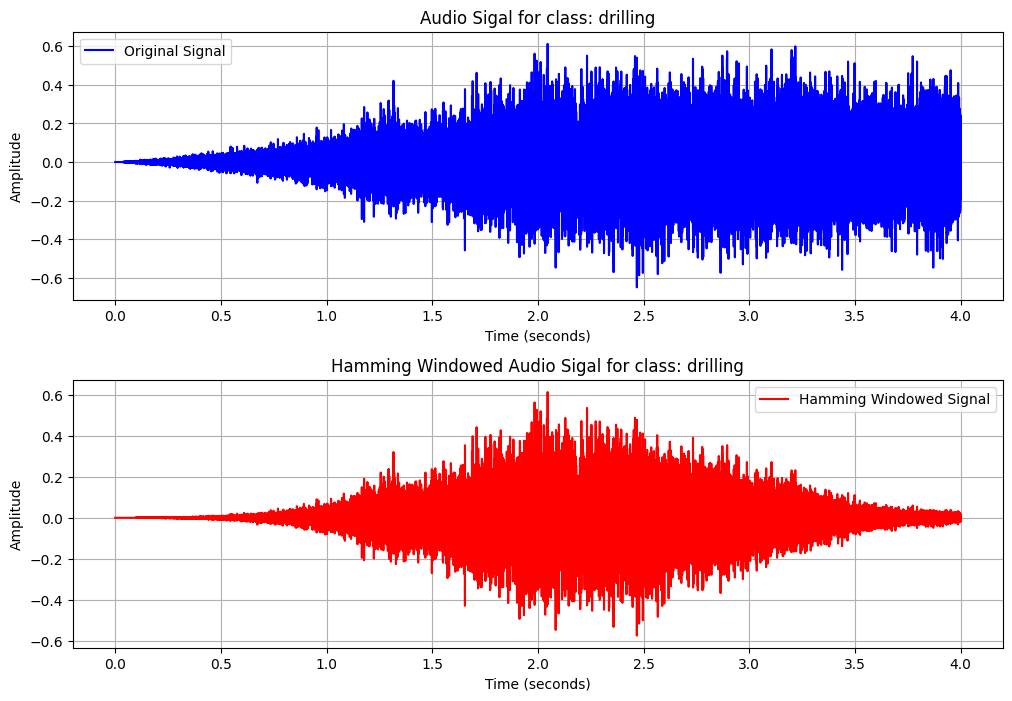 Audio Sigal for class: drilling
Original Signal
Amplitude
0.6
0.4
0.2
0.0
−0.2
−0.4
−0.6
0.0 0.5 1.0 1.5 2.0 2.5 3.0 3.5 4.0
Time (seconds)
Hamming Windowed Audio Sigal for class: drilling
Hamming Windowed Signal
Amplitude
0.6
0.4
0.2
0.0
−0.2
−0.4
−0.6
0.0 0.5 1.0 1.5 2.0 2.5 3.0 3.5 4.0
Time (seconds)